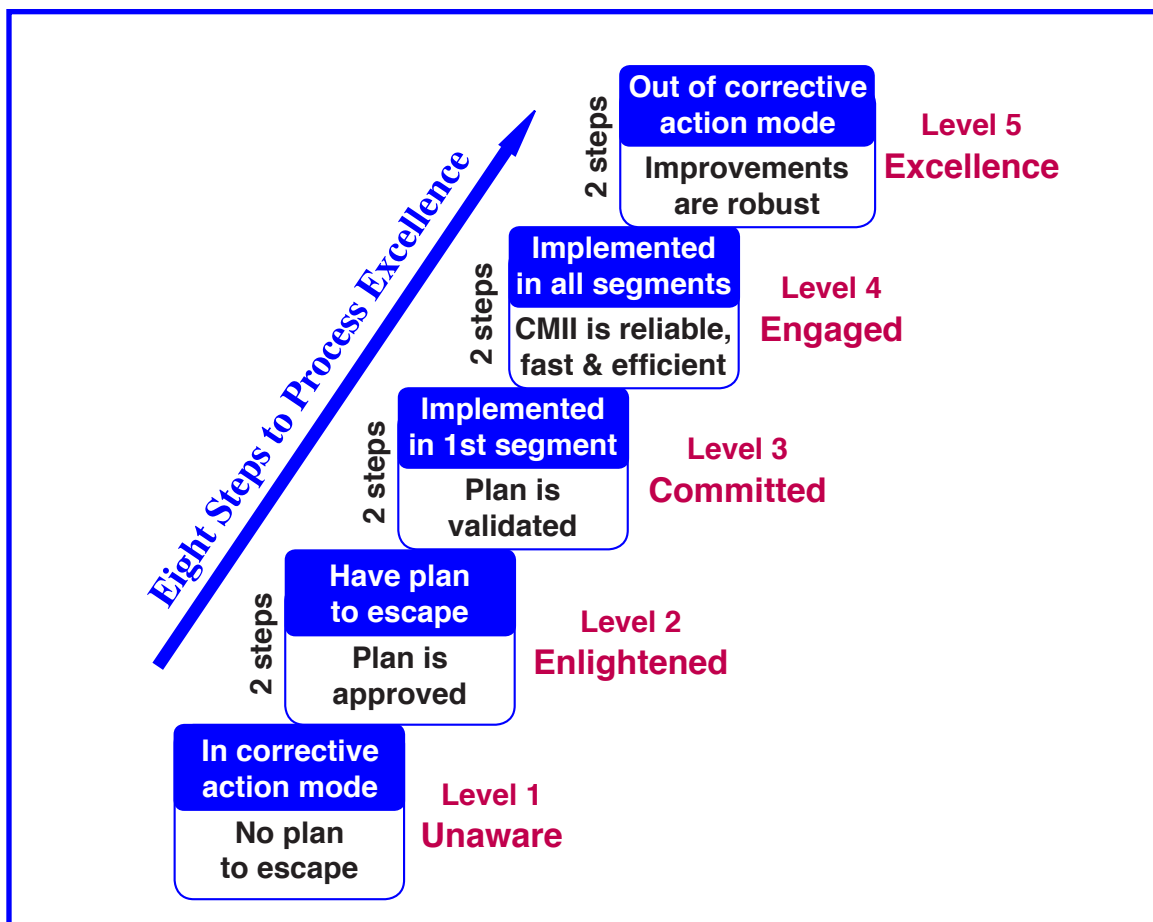 Eight Steps to Process Excellence
2 steps
Out of corrective
action mode
Improvements
are robust
Level 5
Excellence
2 steps
Implemented
in all segments
CMII is reliable,
fast & efficient
Level 4
Engaged
2 steps
Implemented
in 1st segment
Plan is
validated
Level 3
Committed
2 steps
Have plan
to escape
Plan is
approved
Level 2
Enlightened
In corrective
action mode
No plan
to escape
Level 1
Unaware